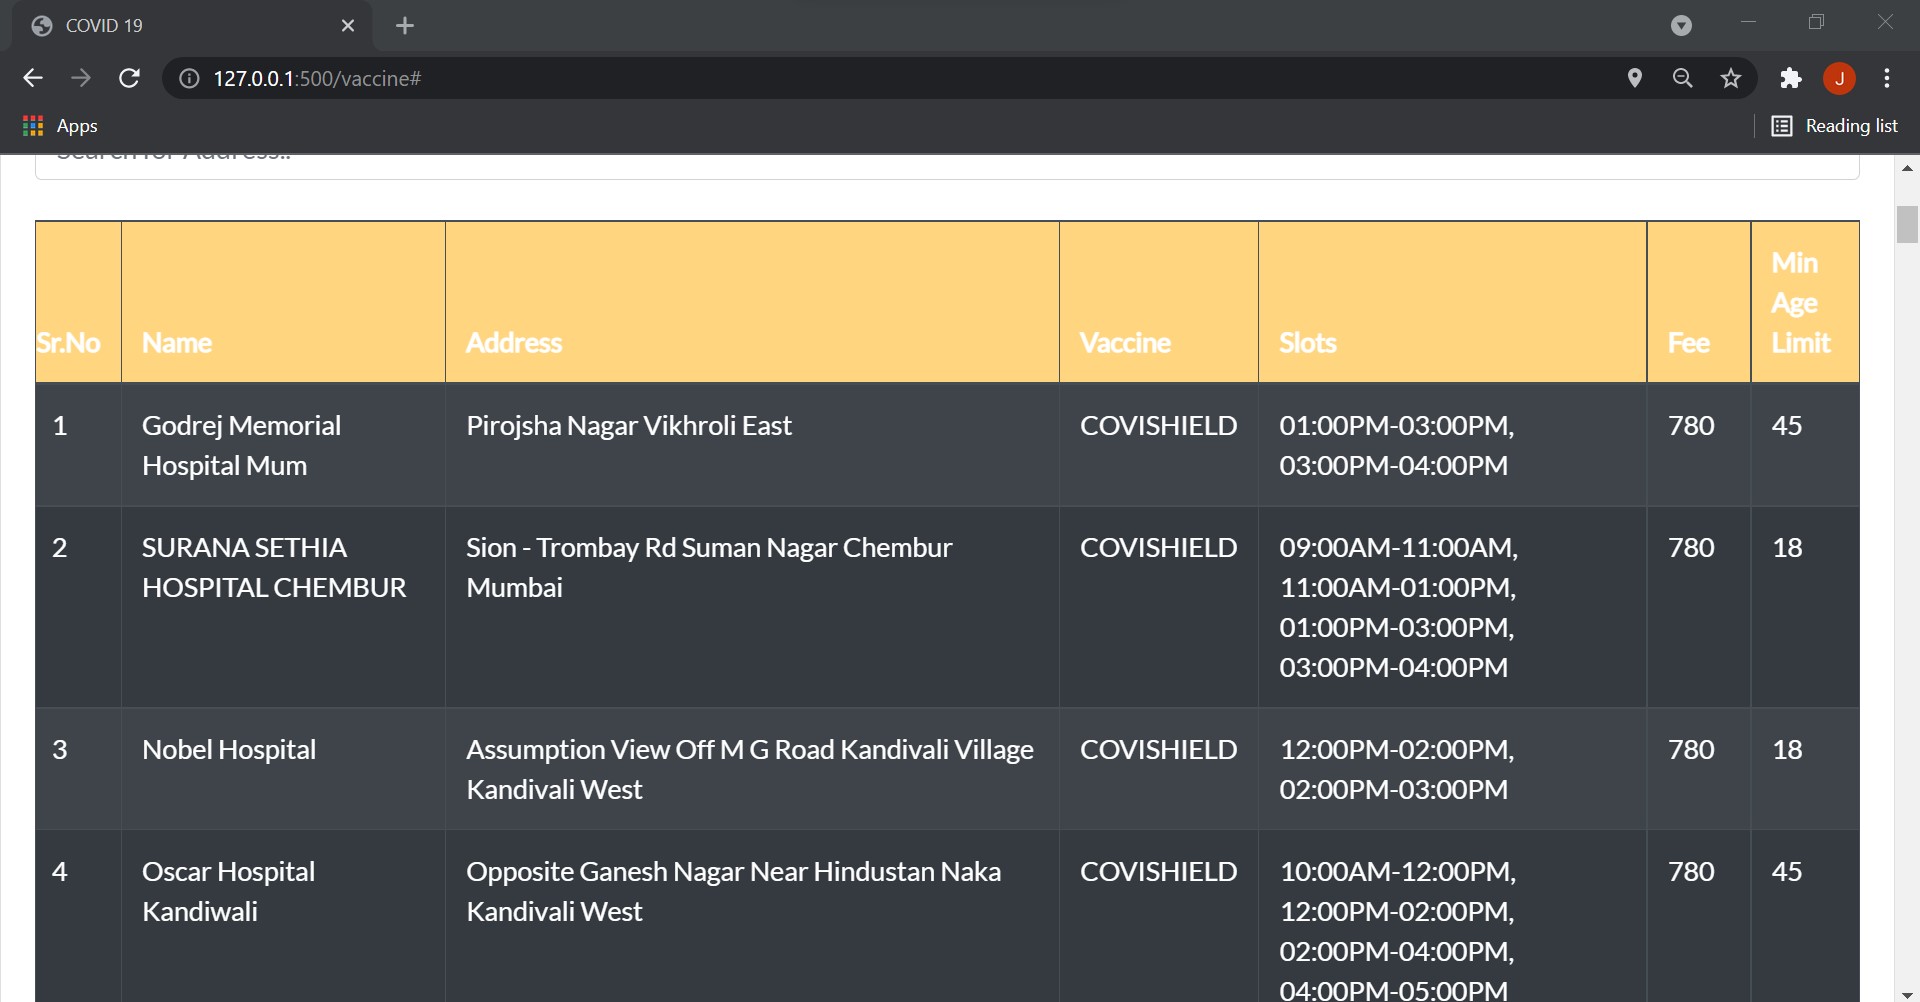 COVID 19
127.0.0.1:500/vaccine#
J
Apps
Reading list
Search for Address..
Sr.No Name Address Vaccine Slots Fee Min Age Limit
1 Godrej Memorial Pirojsha Nagar Vikhroli East COVISHIELD 01:00PM-03:00PM, 780 45
Hospital Mum 03:00PM-04:00PM
2 SURANA SETHIA Sion - Trombay Rd Suman Nagar Chembur COVISHIELD 09:00AM-11:00AM, 780 18
HOSPITAL CHEMBUR Mumbai 11:00AM-01:00PM,
01:00PM-03:00PM,
03:00PM-04:00PM
3 Nobel Hospital Assumption View Off M G Road Kandivali Village COVISHIELD 12:00PM-02:00PM, 780 18
Kandivali West 02:00PM-03:00PM
4 Oscar Hospital Opposite Ganesh Nagar Near Hindustan Naka COVISHIELD 10:00AM-12:00PM, 780 45
Kandiwali Kandivali West 12:00PM-02:00PM,
02:00PM-04:00PM,
04:00PM-05:00PM